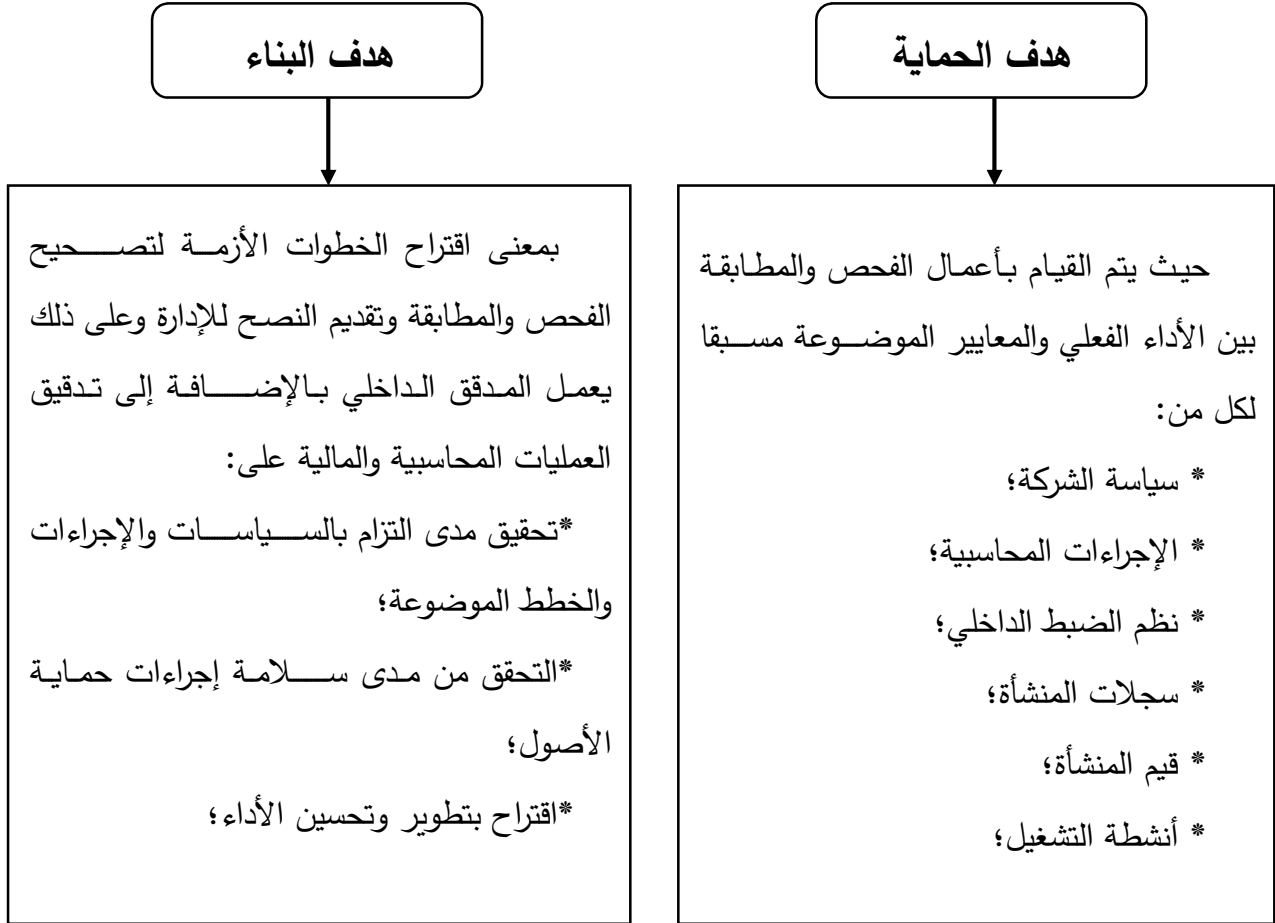 هدف الحماية
حيث يتم القيام بأعمال الفحص والمطابقة
بين الأداء الفعلي والمعايير الموضوعة مسبقا
لكل من:
* سياسة الشركة؛
* الإجراءات المحاسبية؛
* نظم الضبط الداخلي؛
* سجلات المنشأة؛
* قيم المنشأة؛
* أنشطة التشغيل؛
هدف البناء
بمعنى اقتراح الخطوات الأزمة لتصحيح
الفحص والمطابقة وتقديم النصح للإدارة وعلى ذلك
يعمل المدقق الداخلي بالإضافة إلى تدقيق
العمليات المحاسبية والمالية على:
*تحقيق مدى التزام بالسياسات والإجراءات
والخطط الموضوعة؛
*التحقق من مدى سلامة إجراءات حماية
الأصول؛
*اقتراح بتطوير وتحسين الأداء؛